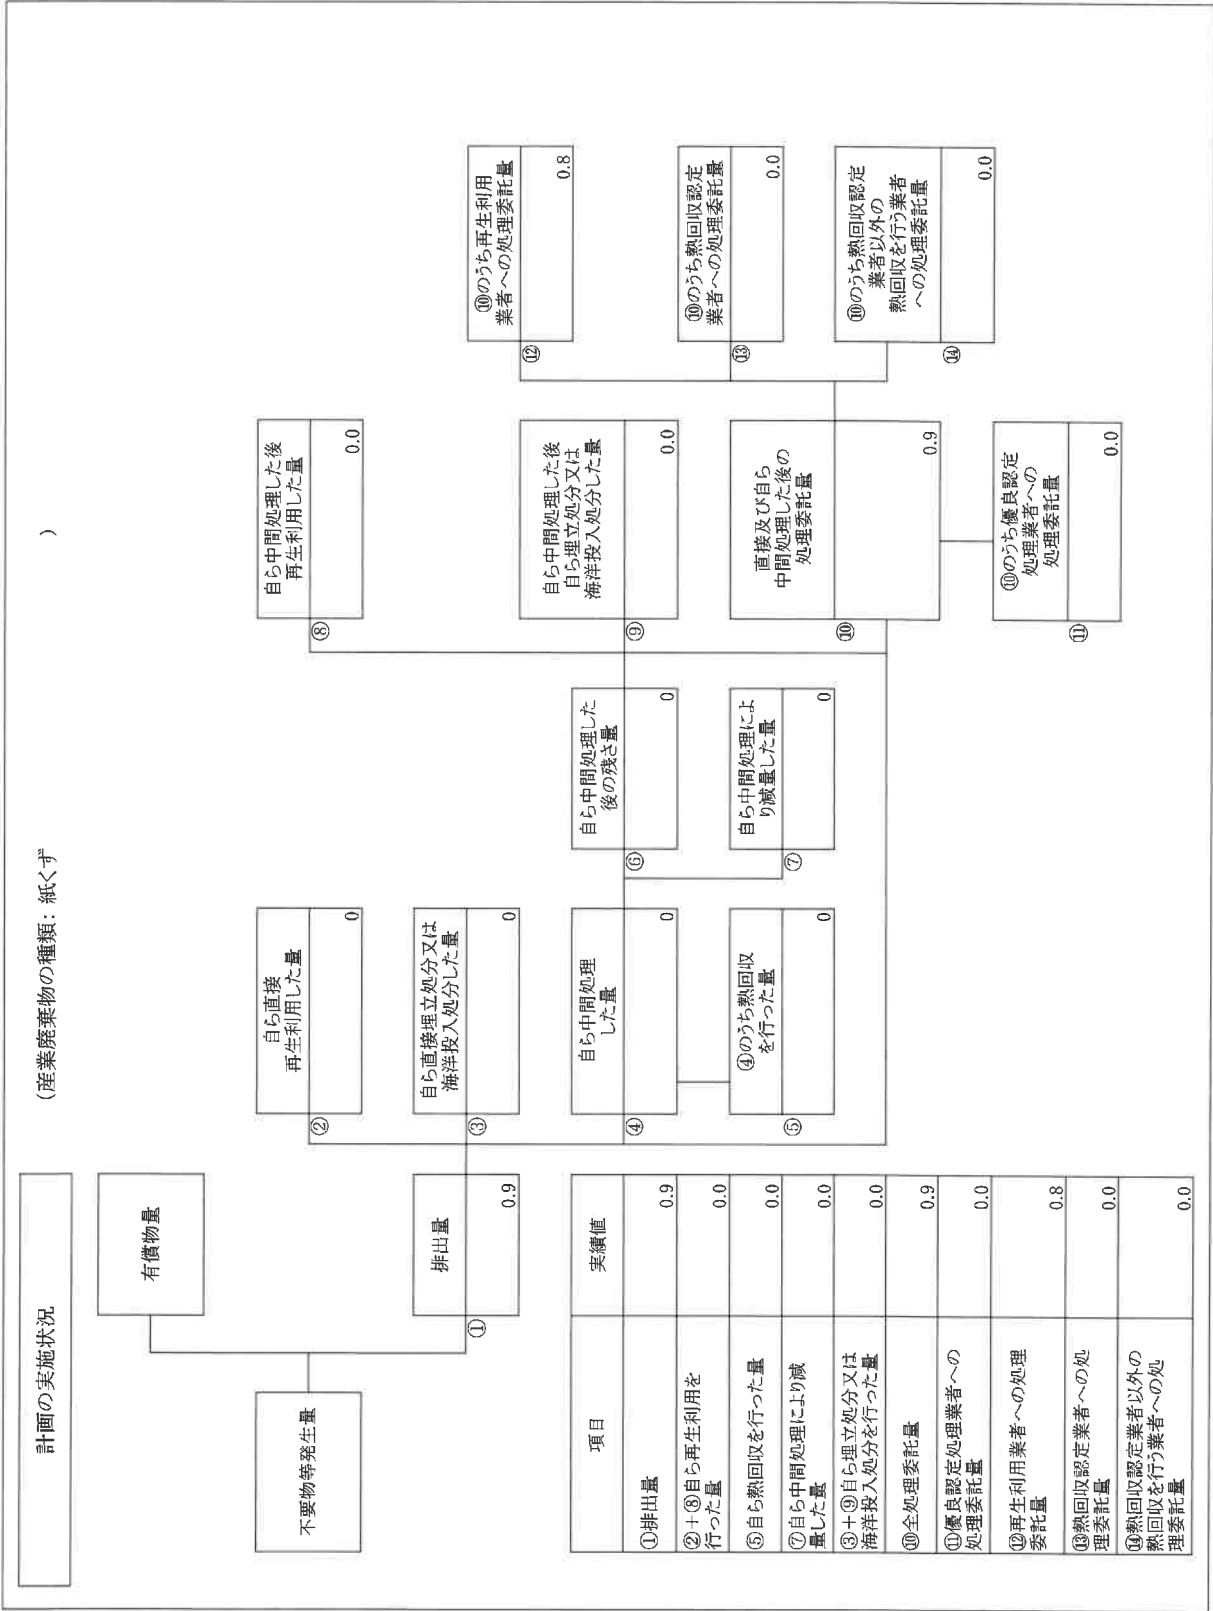 計画の実施状況
(産業廃棄物の種類：紙くず
)
有償物量
不要物等発生量
排出量
①
0.9
自ら直接
再生利用した量
②
0
自ら直接埋立処分又は
海洋投入処分した量
③
0
自ら中間処理
した量
④
0
④のうち熱回収
を行った量
⑤
0
自ら中間処理した
後の残さ量
⑥
0
自ら中間処理によ
り減量した量
⑦
0
自ら中間処理した後
再生利用した量
⑧
0.0
自ら中間処理した後
自ら埋立処分又は
海洋投入処分した量
⑨
0.0
直接及び自ら
中間処理した後の
処理委託量
⑩
0.9
⑩のうち優良認定
処理業者への
処理委託量
⑪
0.0
⑩のうち再生利用
業者への処理委託量
⑫
0.8
⑩のうち熱回収認定
業者への処理委託量
⑬
0.0
⑩のうち熱回収認定
業者以外の
熱回収を行う業者
への処理委託量
⑭
0.0
項目
実績値
①排出量
0.9
②+⑧自ら再生利用を
行った量
0.0
⑤自ら熱回収を行った量
0.0
⑦自ら中間処理により減
量した量
0.0
③+⑨自ら埋立処分又は
海洋投入処分を行った量
0.0
⑩全処理委託量
0.9
⑪優良認定処理業者への
処理委託量
0.0
⑫再生利用業者への処理
委託量
0.8
⑬熱回収認定業者への処
理委託量
0.0
⑭熱回収認定業者以外の
熱回収を行う業者への処
理委託量
0.0